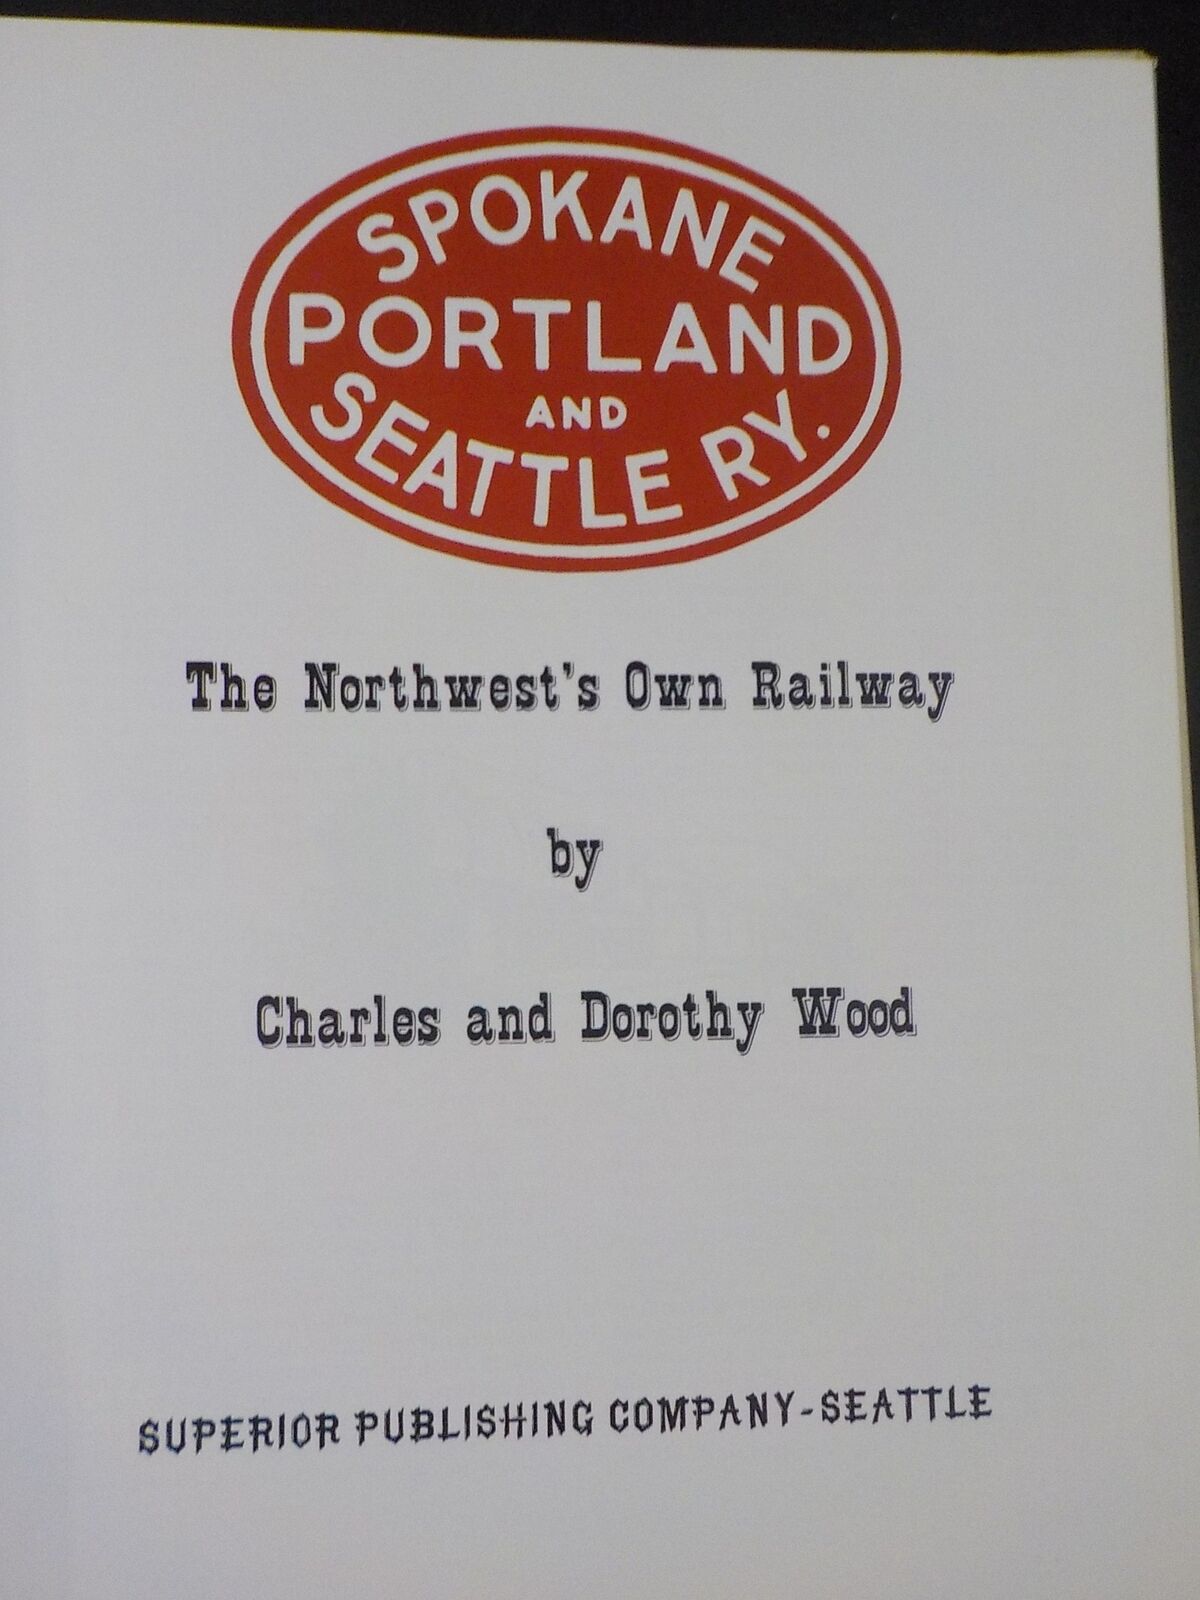 SPOKANE
PORTLAND
AND
SEATTLE RY.
The Northwest's Own Railway
by
Charles and Dorothy Wood
SUPERIOR PUBLISHING COMPANY-SEATTLE